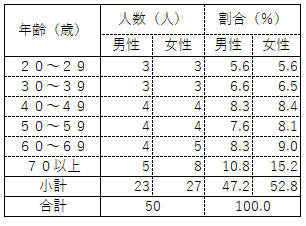 年齢（歳） 人数（人） 割合（％）
男性 女性 男性 女性
２０～２９ 3 3 5.6 5.6
３０～３９ 3 3 6.6 6.5
４０～４９ 4 4 8.3 8.4
５０～５９ 4 4 7.6 8.1
６０～６９ 4 5 8.3 9.0
７０以上 5 8 10.8 15.2
小計 23 27 47.2 52.8
合計 50 100.0